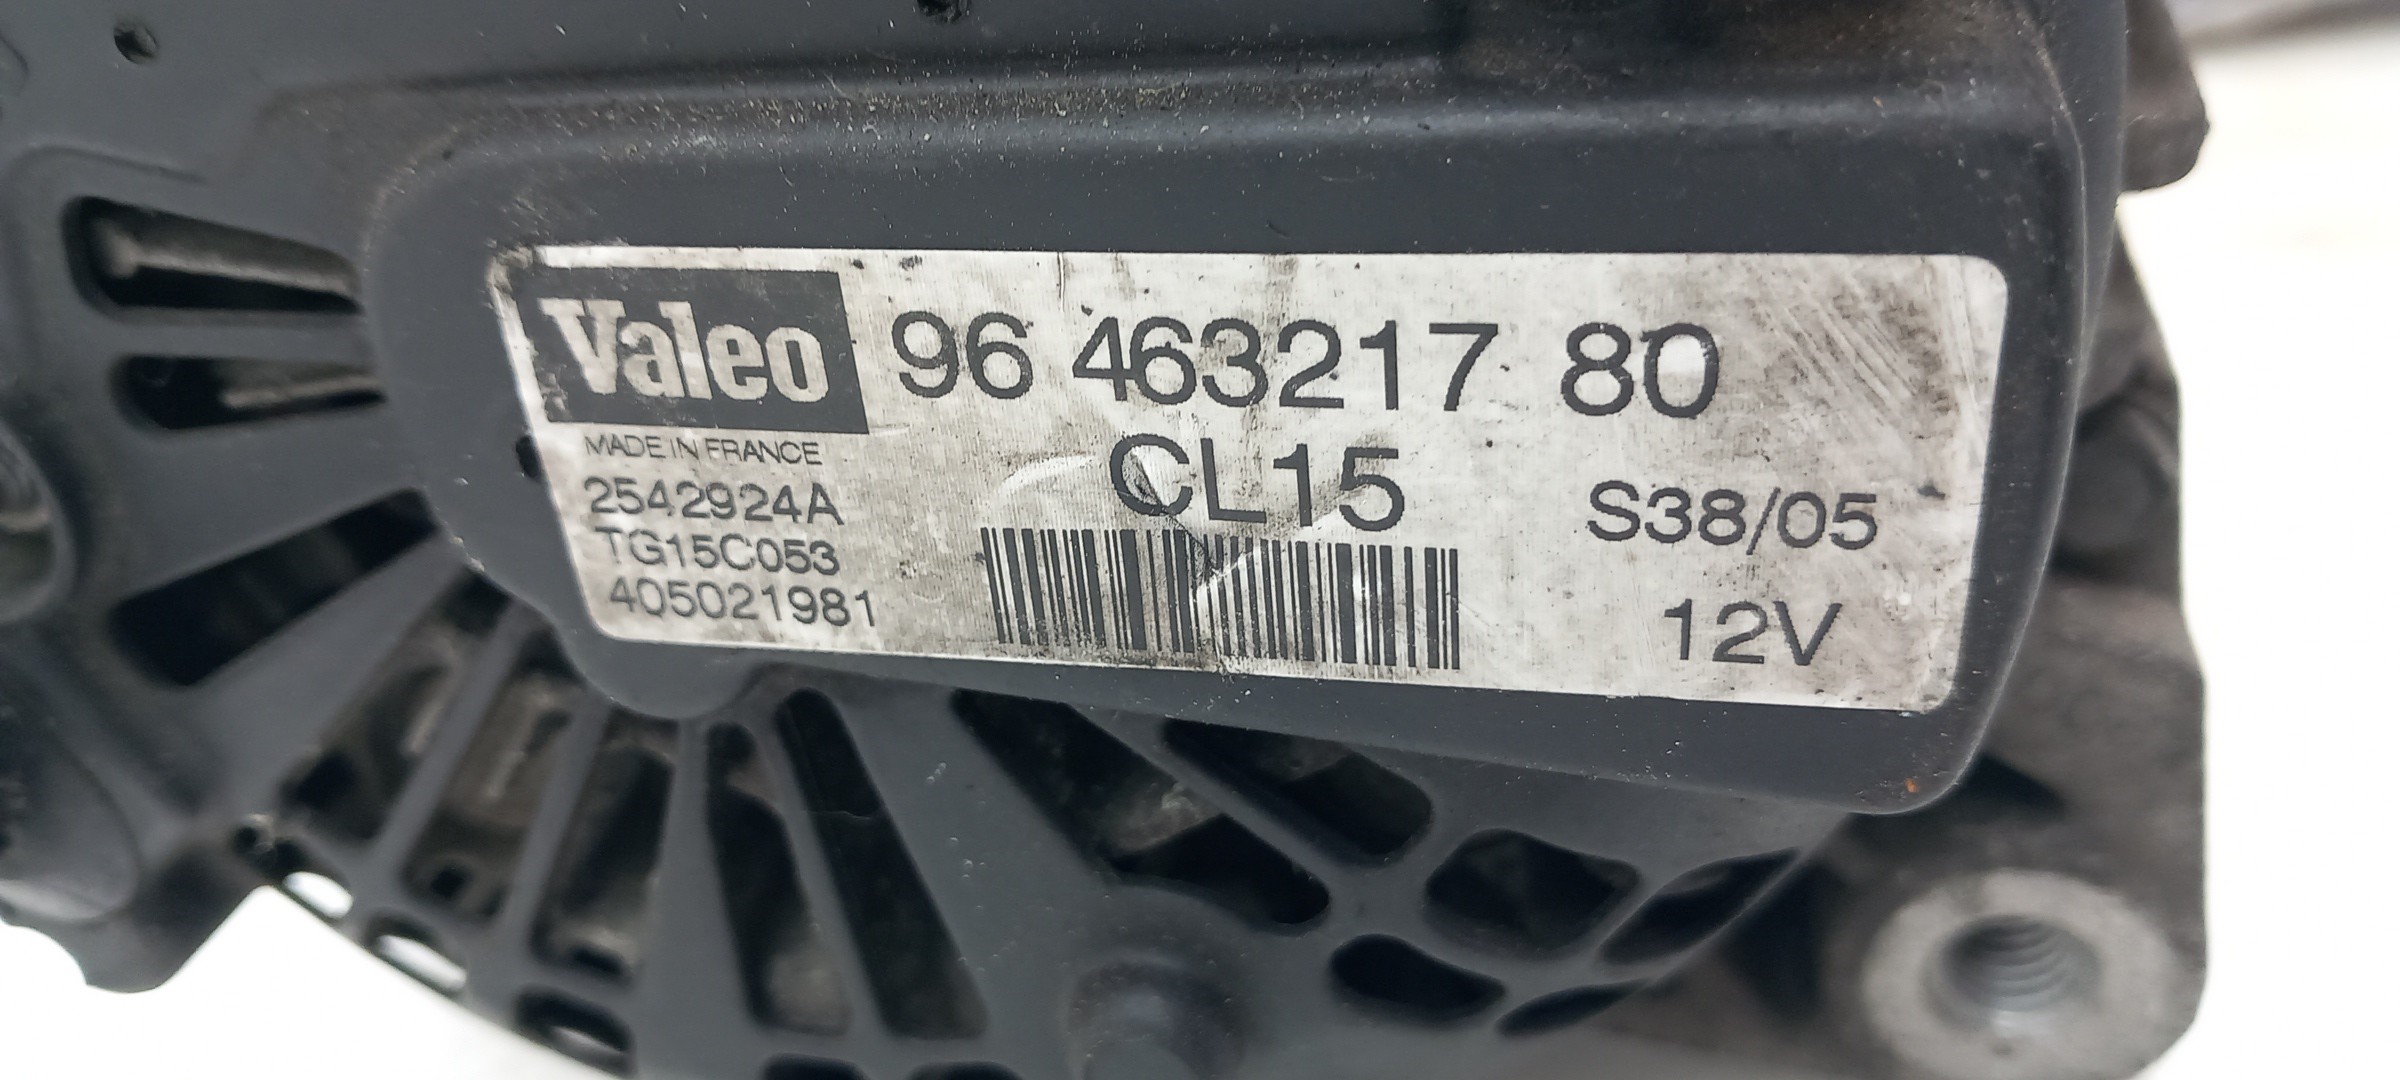 Valeo 96 463217 80
MADE IN FRANCE
CL15
2542924A
TG15C053
405021981
S38/05
12V